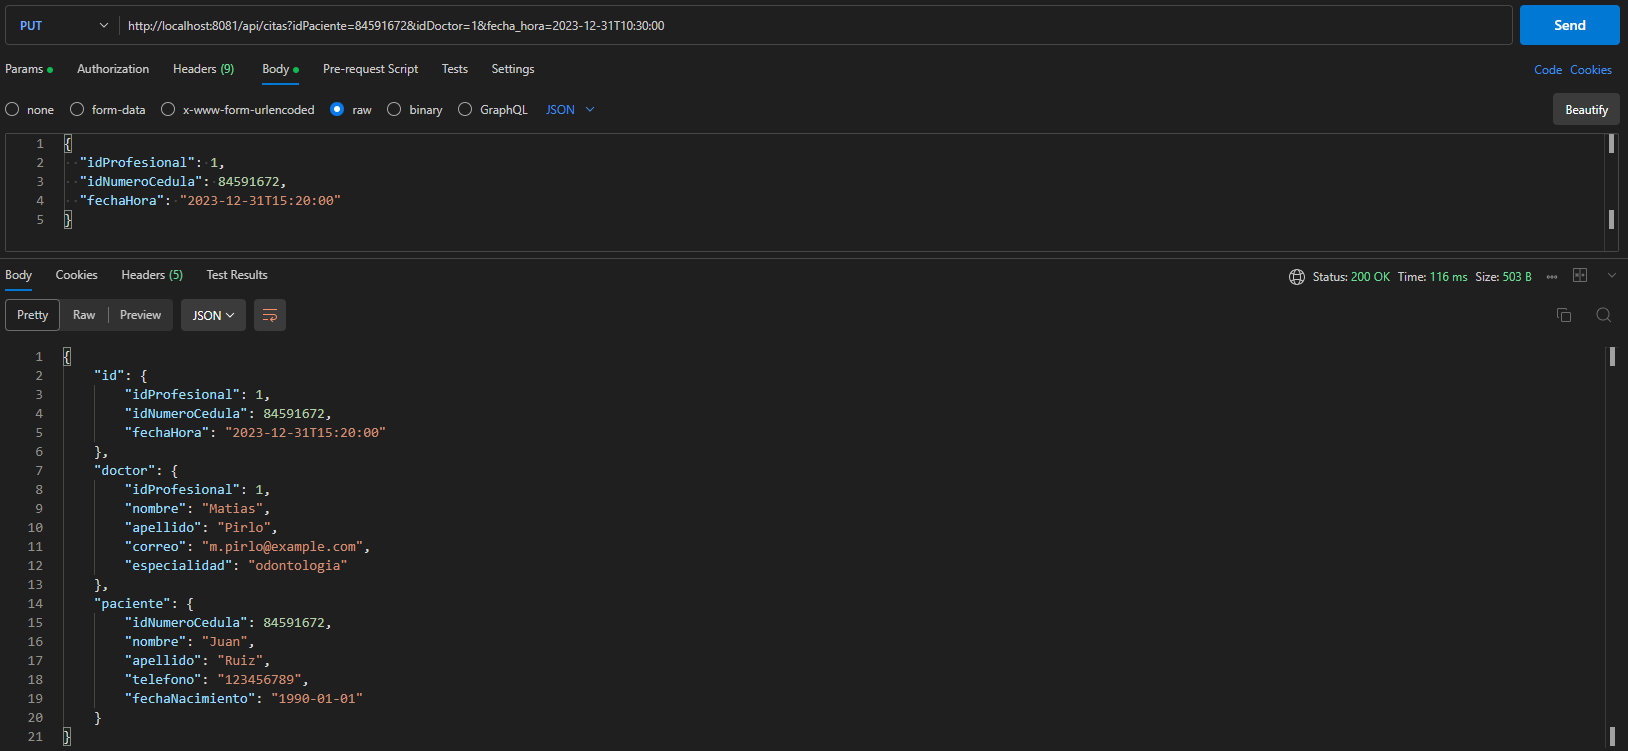 PUT http://localhost:8081/api/citas?idPaciente=84591672&idDoctor=1&fecha_hora=2023-12-31T10:30:00 Send
Params Authorization Headers (9) Body Pre-request Script Tests Settings Code Cookies
none form-data x-www-form-urlencoded raw binary GraphQL JSON Beautify
1 {
2 "idProfesional": 1,
3 "idNumeroCedula": 84591672,
4 "fechaHora": "2023-12-31T15:20:00"
5 }
Body Cookies Headers (5) Test Results Status: 200 OK Time: 116 ms Size: 503 B
Pretty Raw Preview JSON
1 {
2 "id": {
3 "idProfesional": 1,
4 "idNumeroCedula": 84591672,
5 "fechaHora": "2023-12-31T15:20:00"
6 },
7 "doctor": {
8 "idProfesional": 1,
9 "nombre": "Matias",
10 "apellido": "Pirlo",
11 "correo": "m.pirlo@example.com",
12 "especialidad": "odontologia"
13 },
14 "paciente": {
15 "idNumeroCedula": 84591672,
16 "nombre": "Juan",
17 "apellido": "Ruiz",
18 "telefono": "123456789",
19 "fechaNacimiento": "1990-01-01"
20 }
21 }